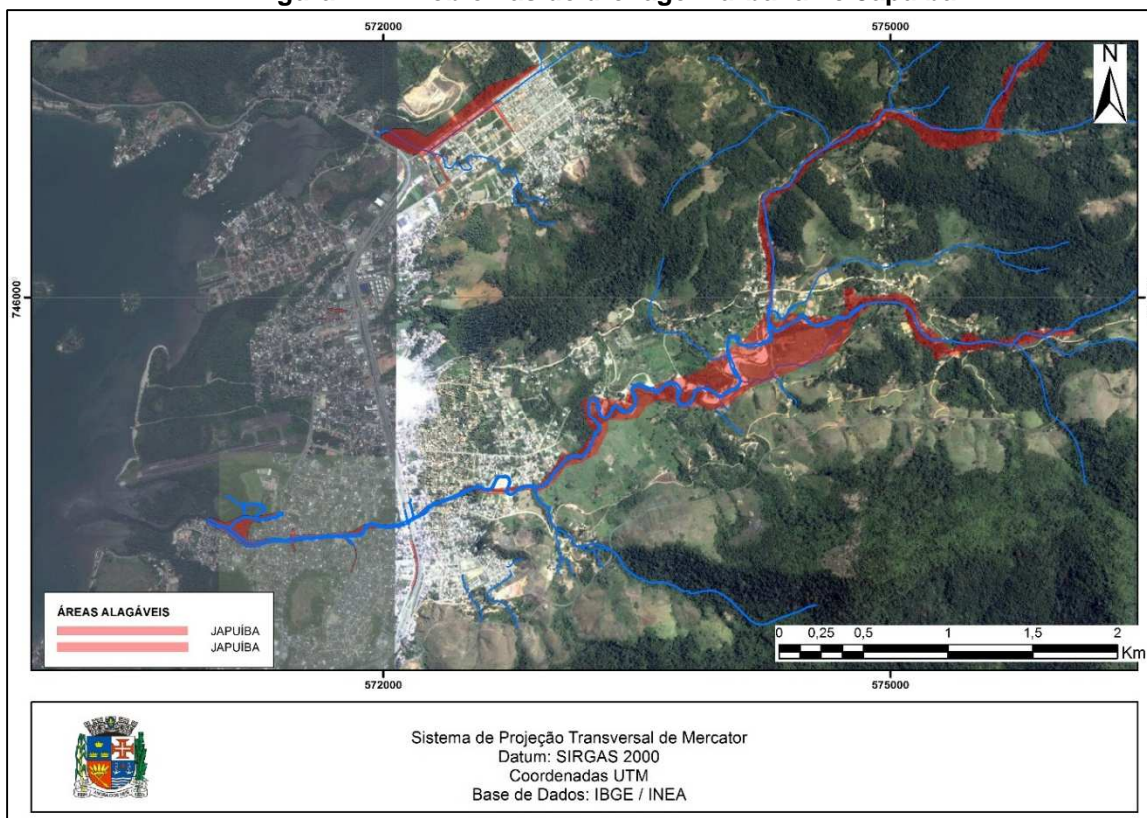 572000
575000
N
746000
ÁREAS ALAGÁVEIS
JAPUÍBA
JAPUÍBA
0 0,25 0,5 1 1,5 2
Km
572000
575000
Sistema de Projeção Transversal de Mercator
Datum: SIRGAS 2000
Coordenadas UTM
Base de Dados: IBGE / INEA